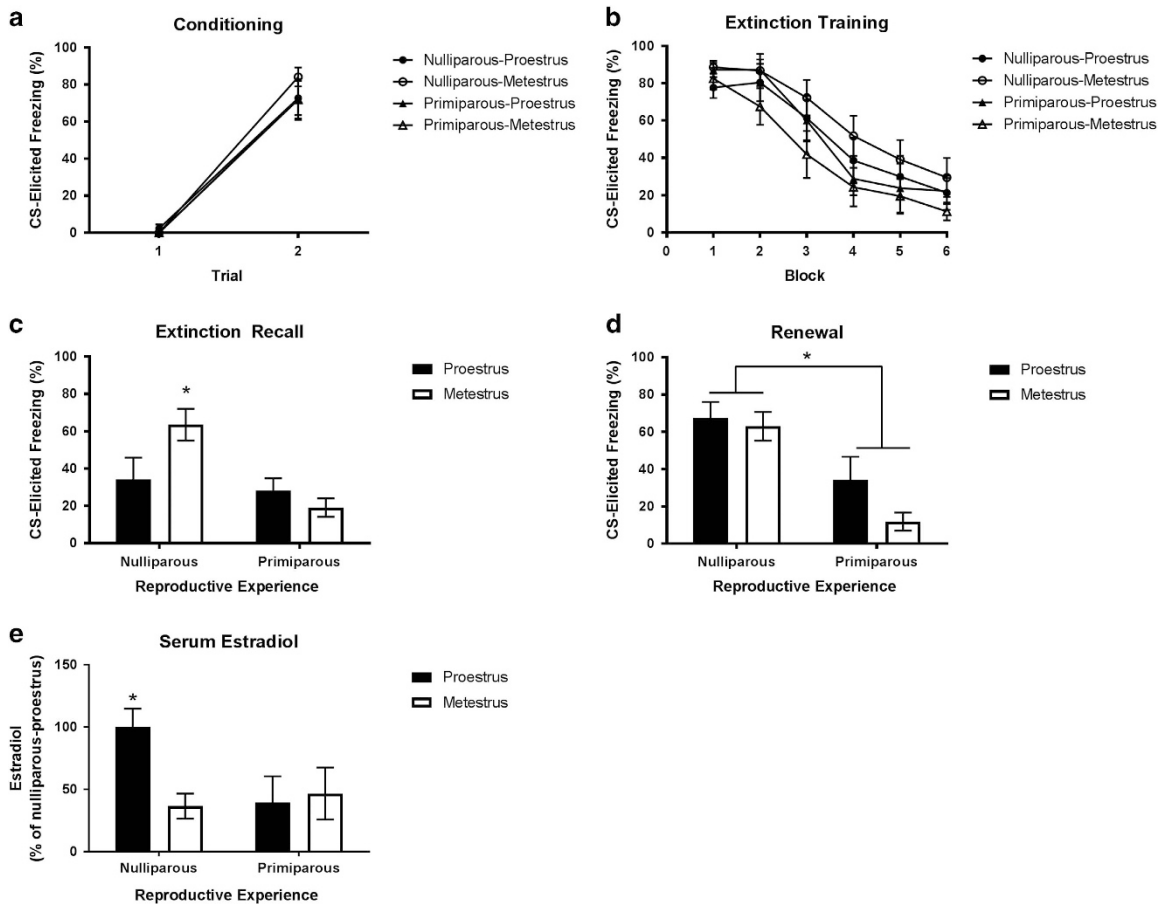 a
Conditioning
CS-Elicited Freezing (%)
100
80
60
40
20
0
1
2
Trial
Nulliparous-Proestrus
Nulliparous-Metestrus
Primiparous-Proestrus
Primiparous-Metestrus
b
Extinction Training
CS-Elicited Freezing (%)
100
80
60
40
20
0
0
1
2
3
4
5
6
Block
Nulliparous-Proestrus
Nulliparous-Metestrus
Primiparous-Proestrus
Primiparous-Metestrus
c
Extinction Recall
CS-Elicited Freezing (%)
100
80
60
40
20
0
*
Nulliparous
Primiparous
Reproductive Experience
Proestrus
Metestrus
d
Renewal
CS-Elicited Freezing (%)
100
80
60
40
20
0
*
Nulliparous
Primiparous
Reproductive Experience
Proestrus
Metestrus
e
Serum Estradiol
Estradiol
(% of nulliparous-proestrus)
150
100
50
0
*
Nulliparous
Primiparous
Reproductive Experience
Proestrus
Metestrus